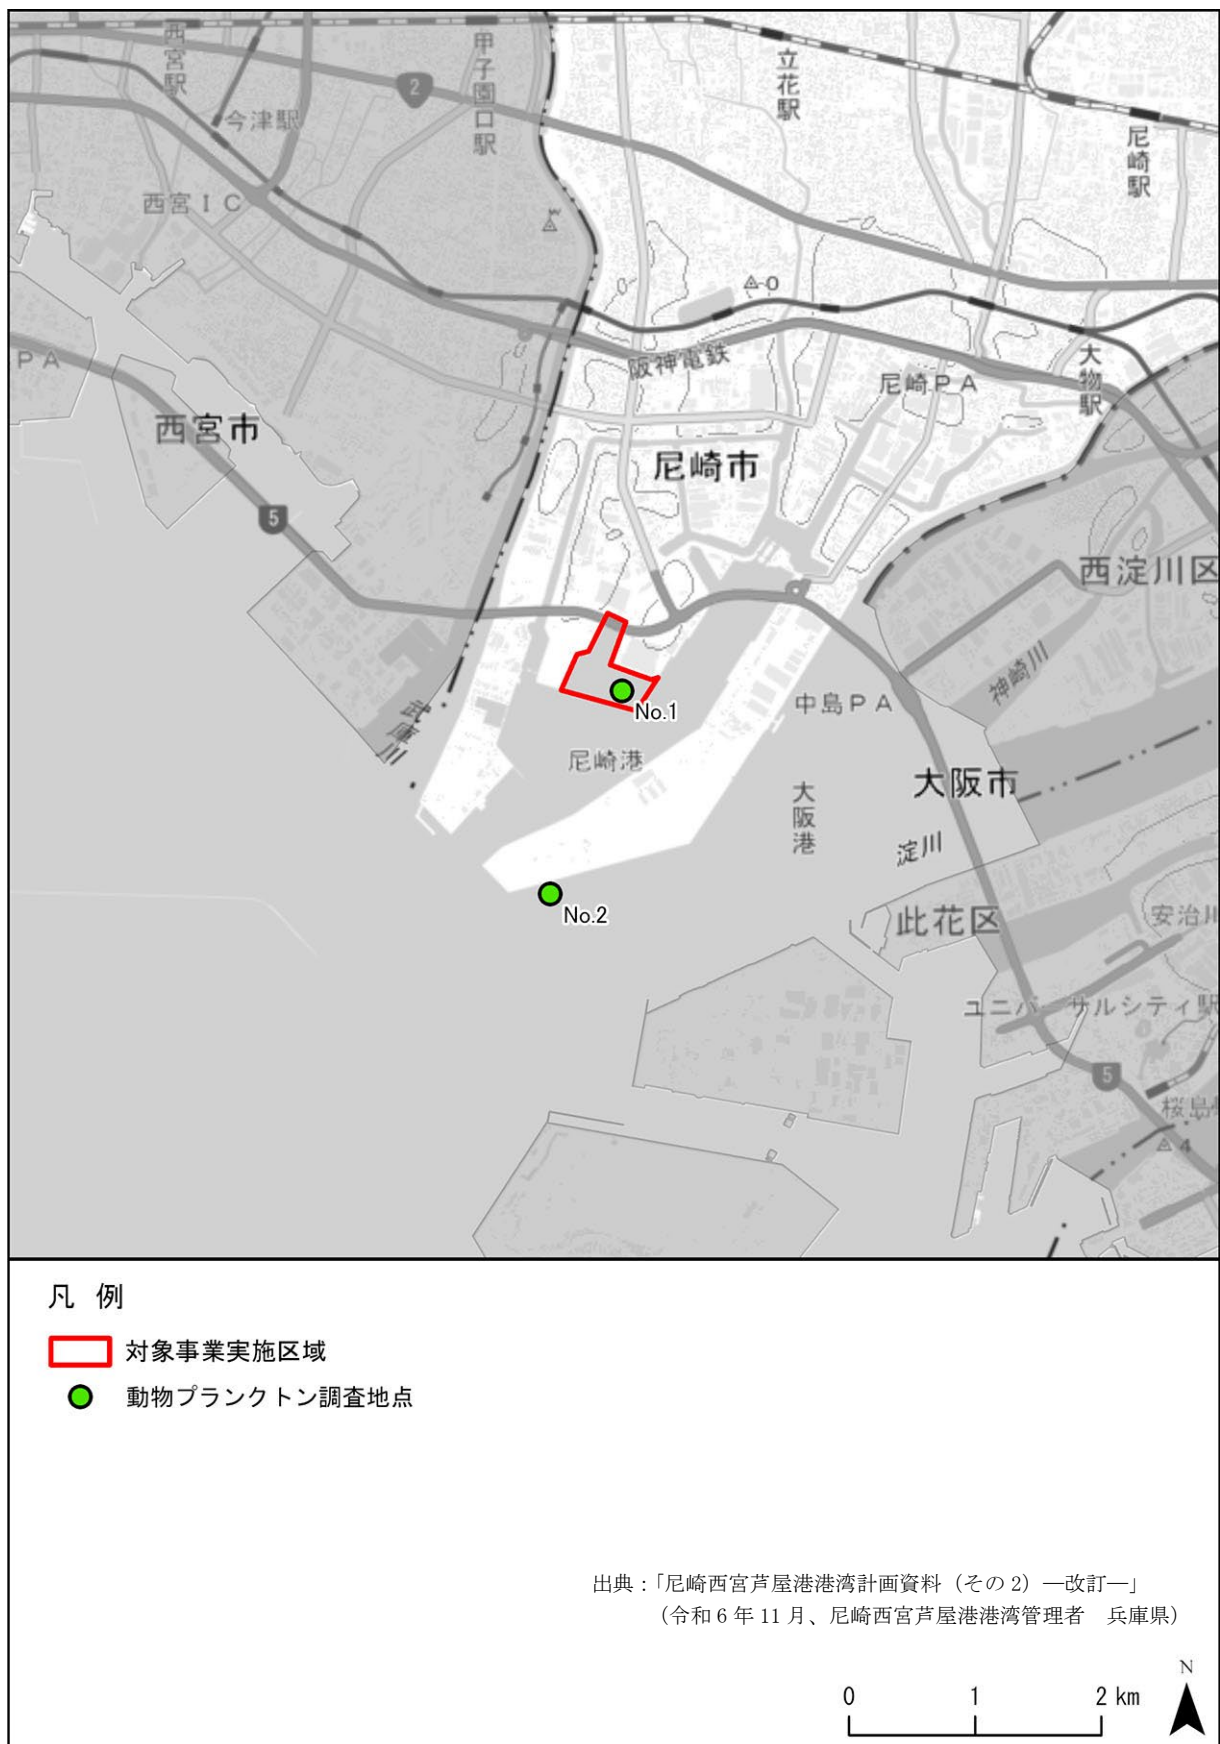 西宮駅
甲子園口駅
立花駅
2
今津駅
尼崎駅
西宮IC
0
PA
阪神電鉄
尼崎PA
大物駅
西宮市
尼崎市
5
西淀川区
神崎川
No.1
中島PA
武庫川
尼崎港
大阪市
大阪港
淀川
No.2
此花区
安治川
ユニバーサルシティ駅
5
桜島
4
凡 例
対象事業実施区域
動物プランクトン調査地点
出典：「尼崎西宮芦屋港港湾計画資料（その2）―改訂―」
（令和6年11月、尼崎西宮芦屋港港湾管理者　兵庫県）
N
0 1 2 km